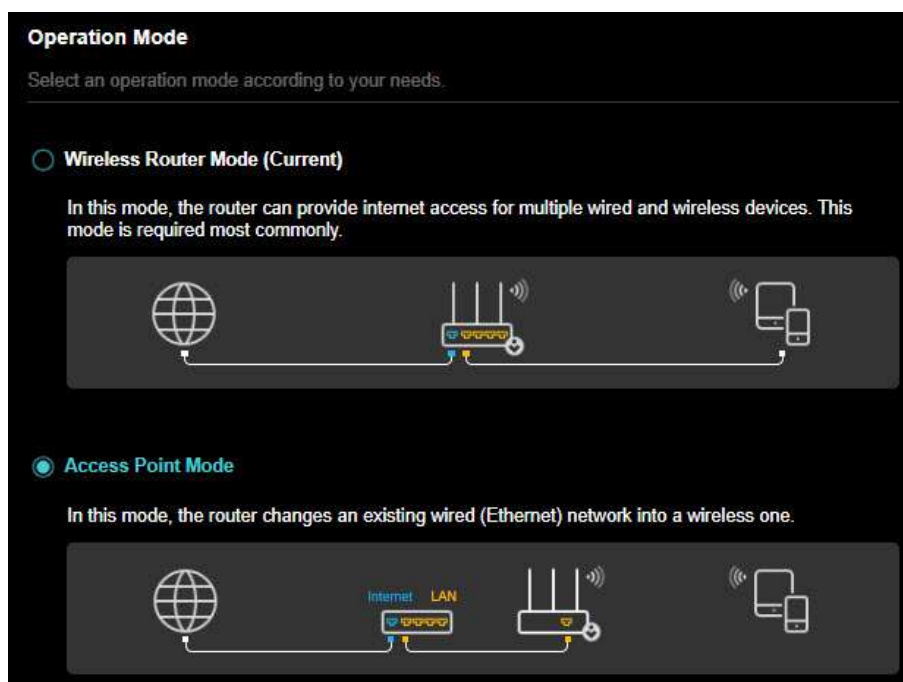 Operation Mode
Select an operation mode according to your needs.
Wireless Router Mode (Current)
In this mode, the router can provide internet access for multiple wired and wireless devices. This
mode is required most commonly.
Access Point Mode
In this mode, the router changes an existing wired (Ethernet) network into a wireless one.
Internet LAN